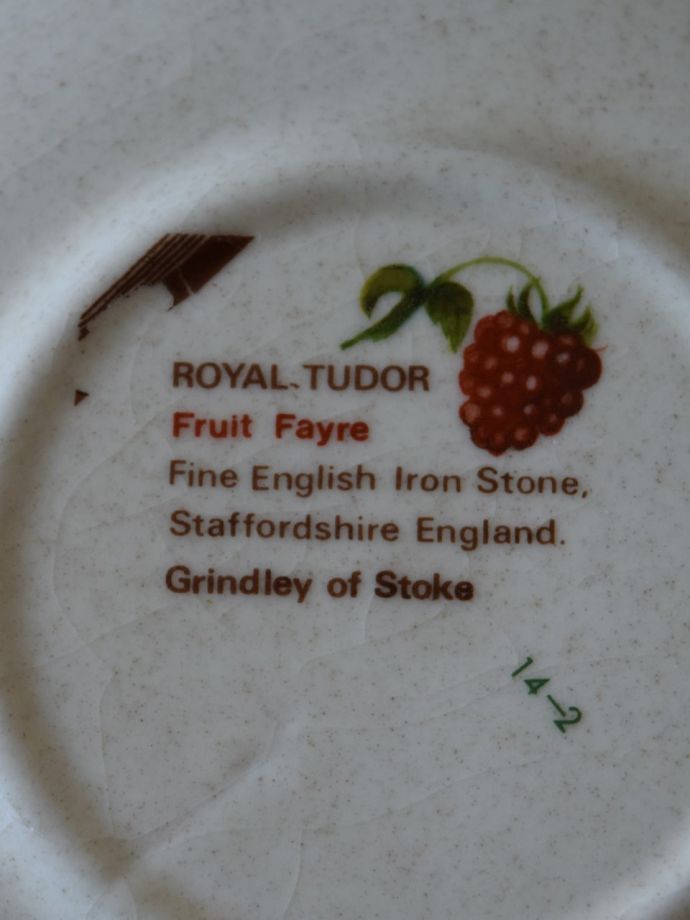 ROYAL-TUDOR
Fruit Fayre
Fine English Iron Stone,
Staffordshire England.
Grindley of Stoke
14-2